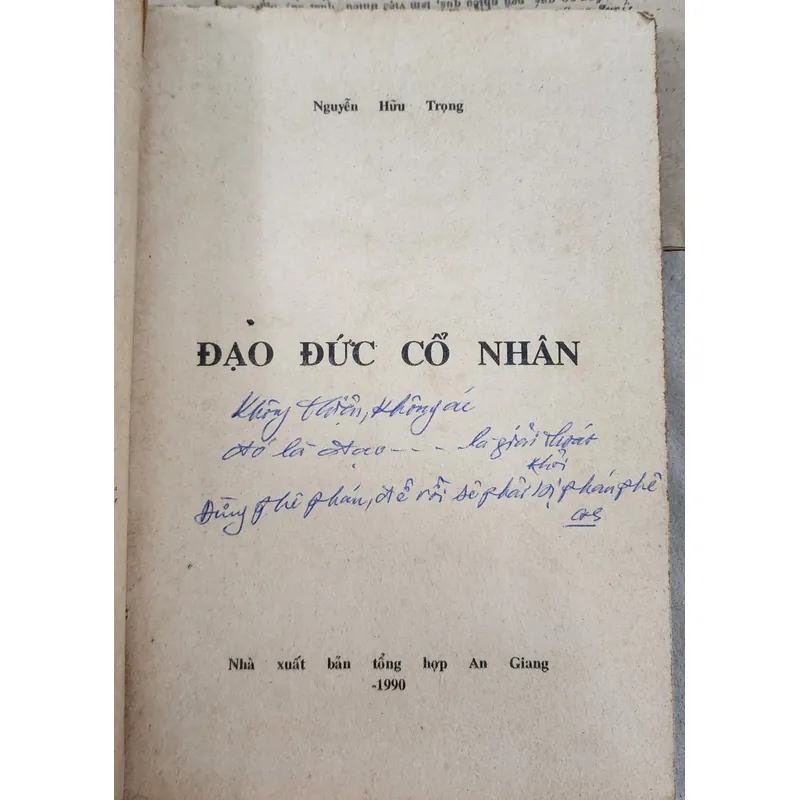 Nguyễn Hữu Trọng
ĐẠO ĐỨC CỔ NHÂN
Không thiện, không ác
đó là đạo - - - - là giải thoát
khỏi
Đừng phê phán, để rồi sẽ phải bị phán phê
Nhà xuất bản tổng hợp An Giang
-1990